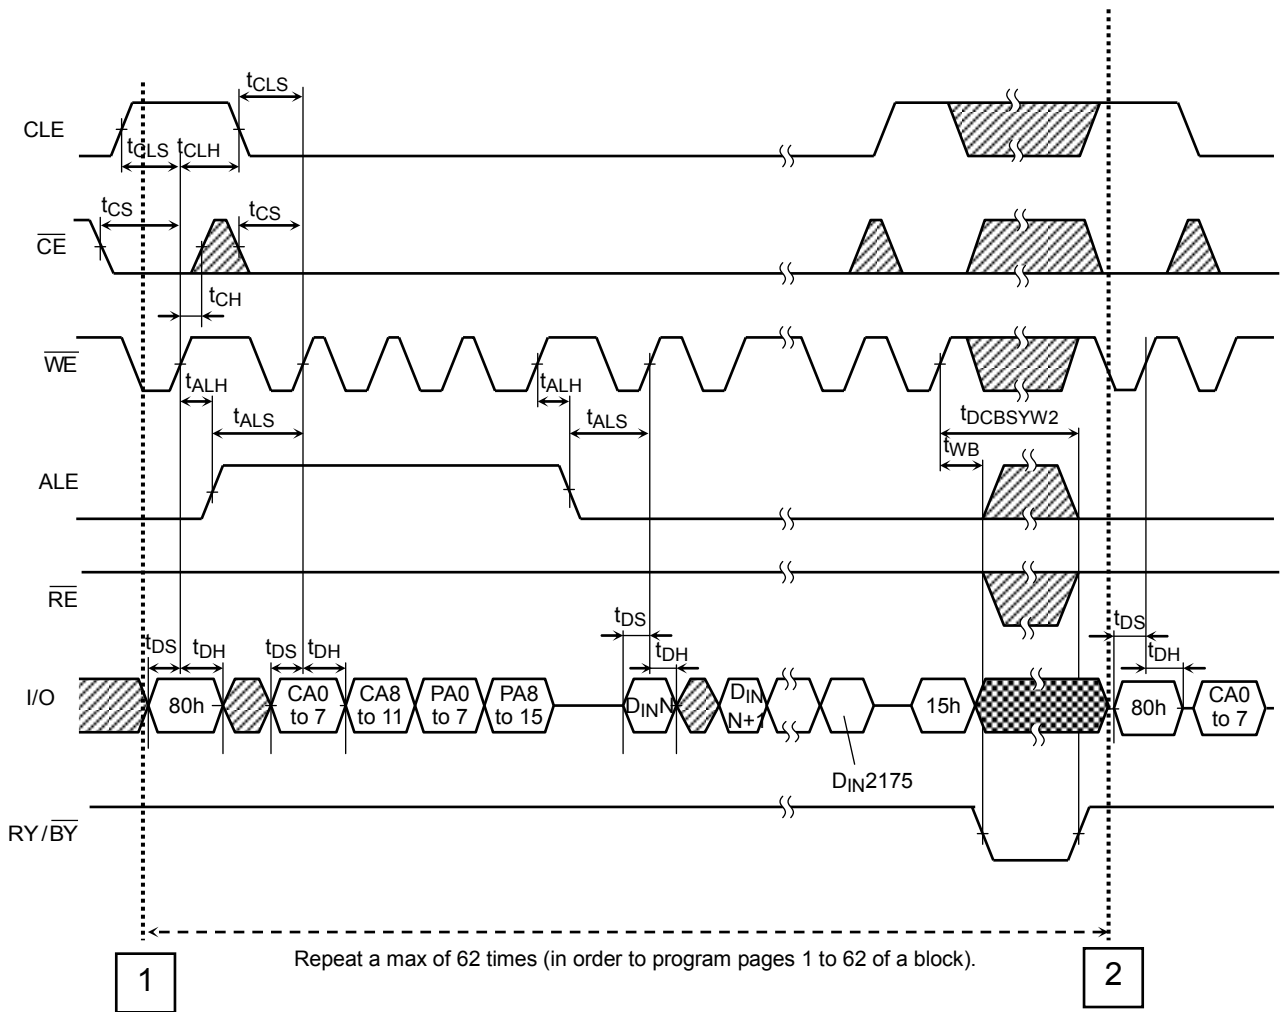 tCLS
CLE
tCLS tCLH
tCS tCS
CE
tCH
WE
tALH tALH
tALS tALS tDCBSYW2
tWB
ALE
RE
tDS tDH tDS tDH tDS tDH tDS tDH
I/O
80h
CA0 to 7
CA8 to 11
PA0 to 7
PA8 to 15
DINN
DIN N+1
15h
80h
CA0 to 7
DIN2175
RY/BY
Repeat a max of 62 times (in order to program pages 1 to 62 of a block).
1
2